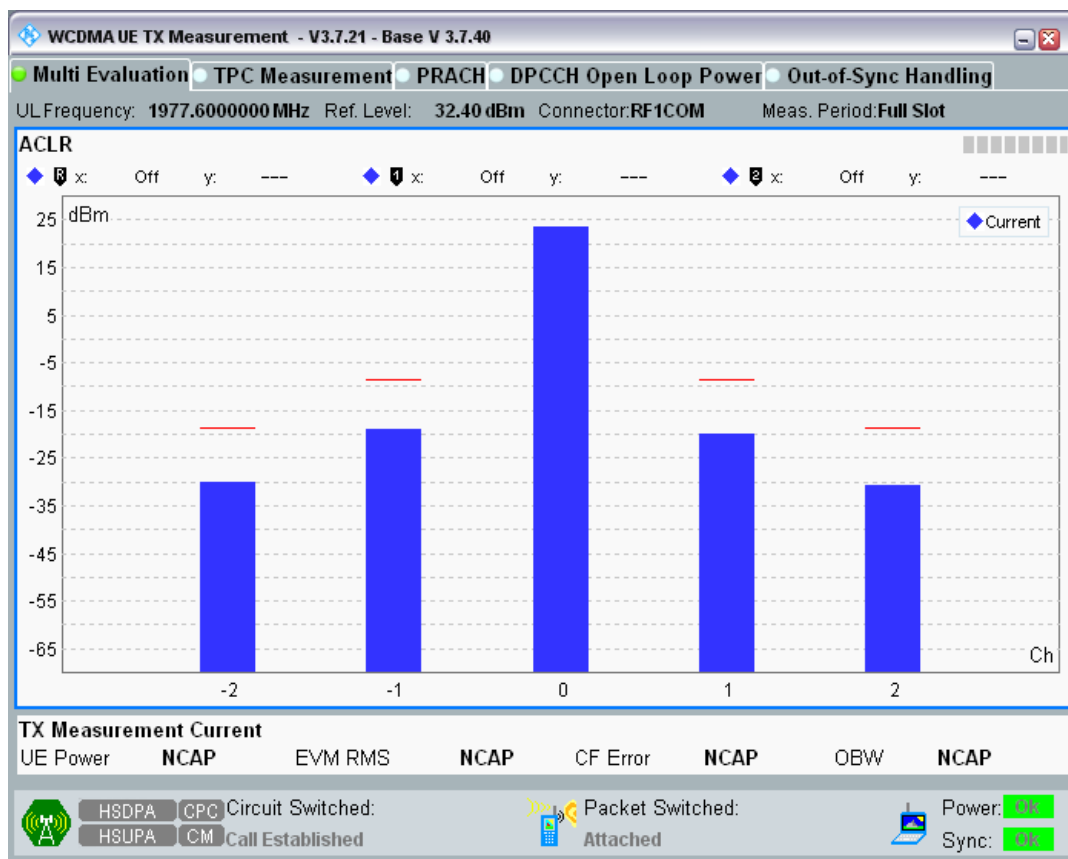 WCDMA UE TX Measurement - V3.7.21 - Base V 3.7.40
Multi Evaluation TPC Measurement PRACH DPCCH Open Loop Power Out-of-Sync Handling
UL Frequency: 1977.6000000 MHz Ref. Level: 32.40 dBm Connector:RF1COM Meas. Period:Full Slot
ACLR
R x: Off y: --- 1 x: Off y: --- 2 x: Off y: ---
dBm
Current
25
15
5
-5
-15
-25
-35
-45
-55
-65
Ch
-2 -1 0 1 2
TX Measurement Current
UE Power NCAP EVM RMS NCAP CF Error NCAP OBW NCAP
HSDPA CPC Circuit Switched: Packet Switched: Power: Ok
HSUPA CM Call Established Attached Sync: Ok